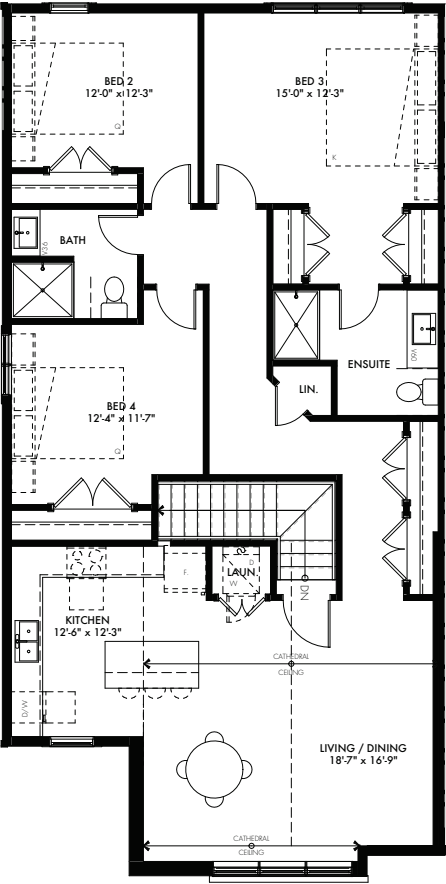 BED 2
12'-0" x 12'-3"
BED 3
15'-0" x 12'-3"
Q
K
BATH
V36
V60
ENSUITE
LIN.
BED 4
12'-4" x 11'-7"
Q
F.
D
W
LAUN.
DN
KITCHEN
12'-6" x 12'-3"
CATHEDRAL
CEILING
D/W
LIVING / DINING
18'-7" x 16'-9"
CATHEDRAL
CEILING